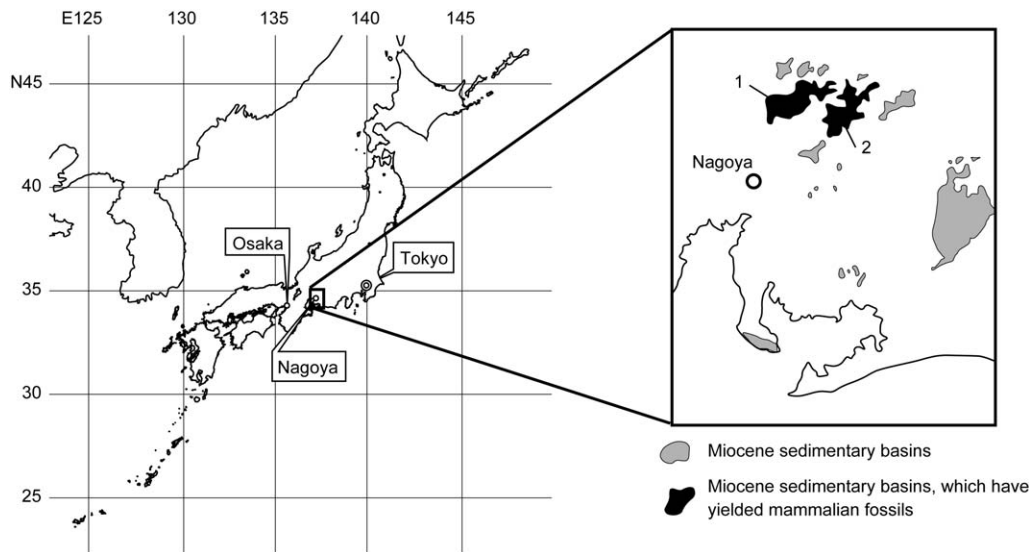 E125 130 135 140 145
N45
40
35
30
25
Osaka
Tokyo
Nagoya
1
2
Nagoya
Miocene sedimentary basins
Miocene sedimentary basins, which have
yielded mammalian fossils